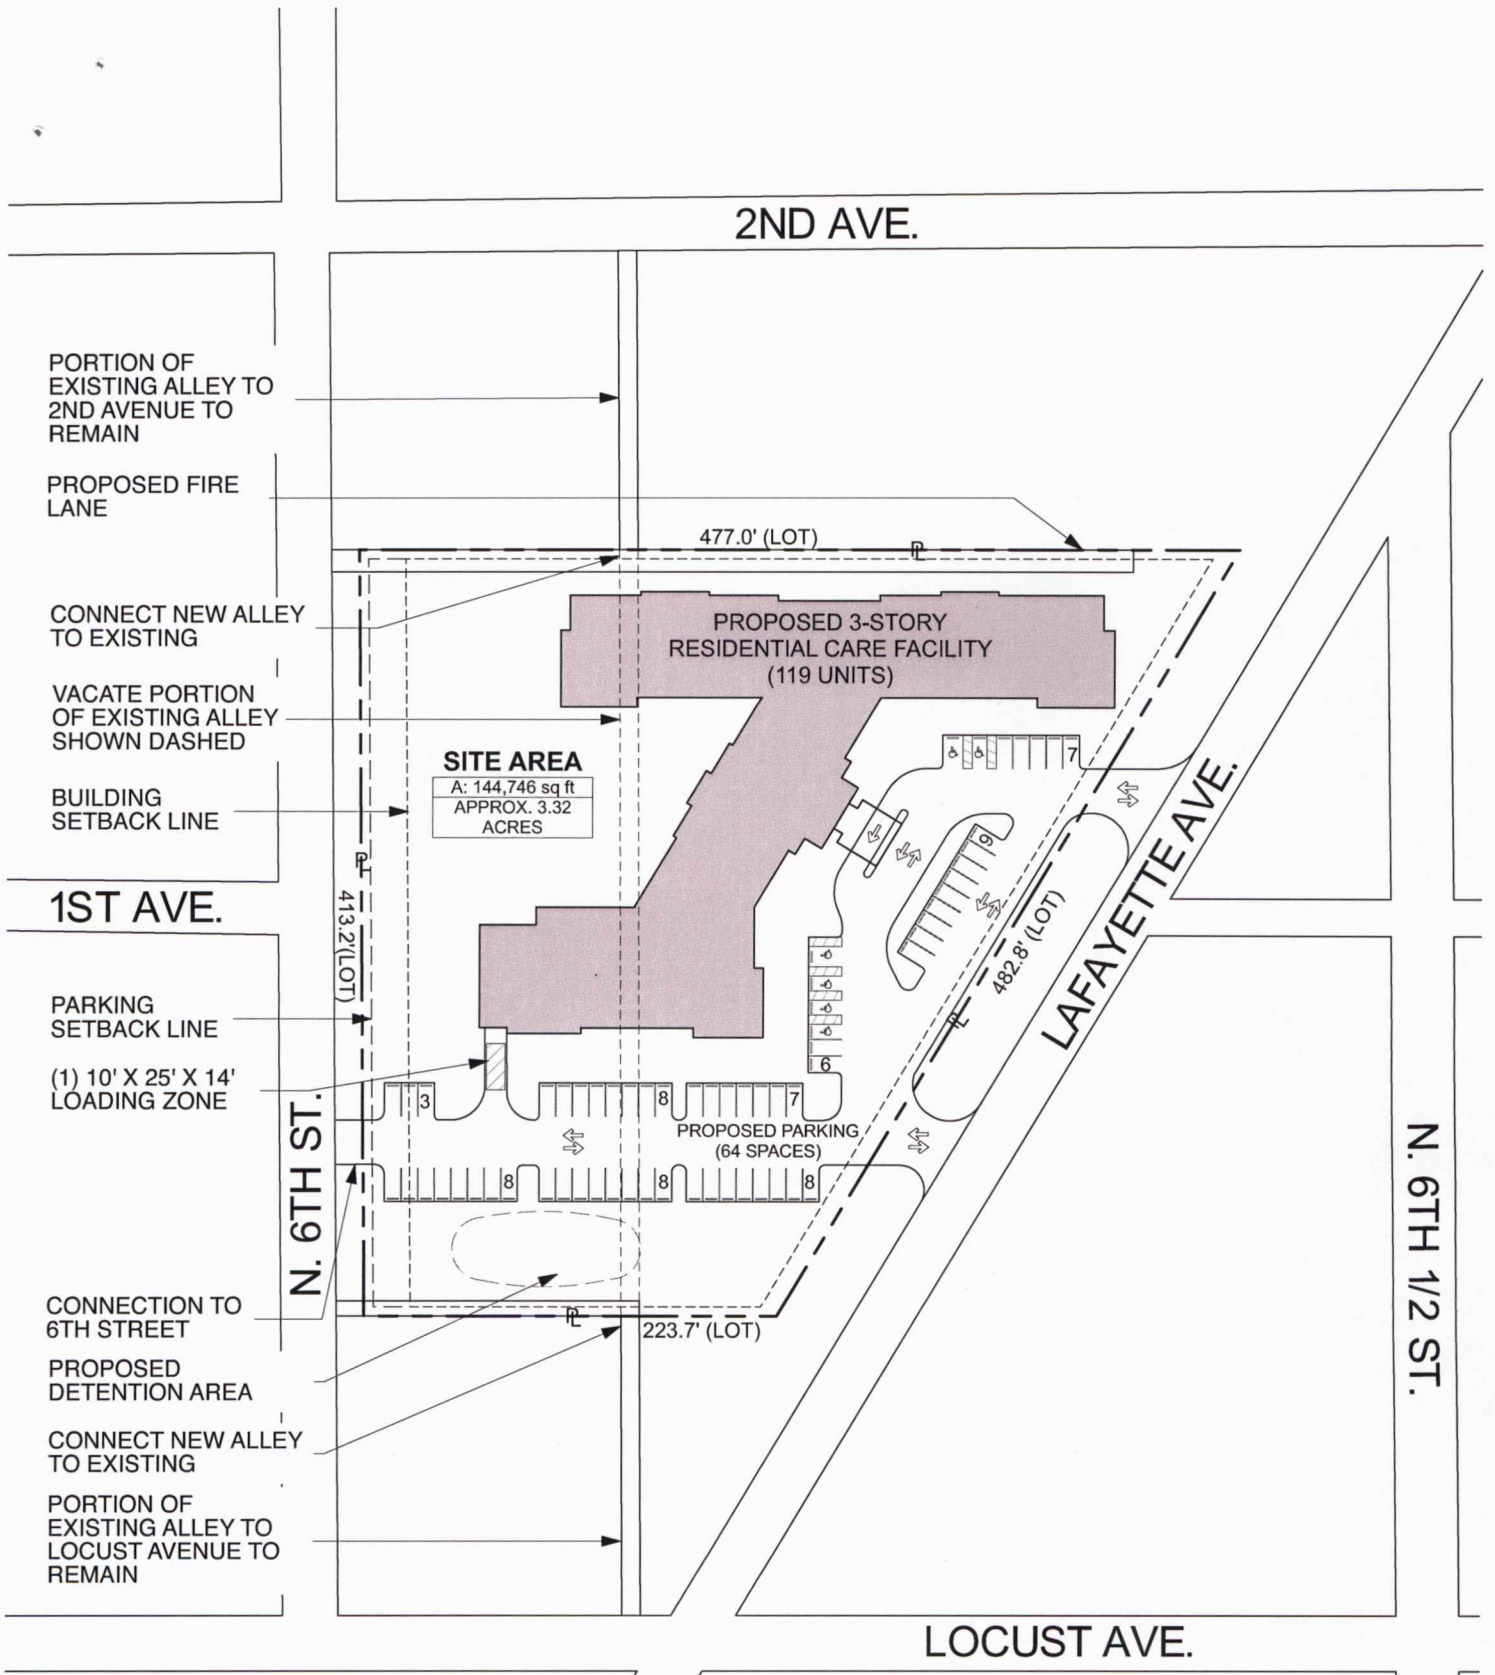 2ND AVE.
PORTION OF
EXISTING ALLEY TO
2ND AVENUE TO
REMAIN
PROPOSED FIRE
LANE
477.0' (LOT)
PL
CONNECT NEW ALLEY
TO EXISTING
PROPOSED 3-STORY
RESIDENTIAL CARE FACILITY
(119 UNITS)
VACATE PORTION
OF EXISTING ALLEY
SHOWN DASHED
SITE AREA
A: 144,746 sq ft
APPROX. 3.32
ACRES
7
BUILDING
SETBACK LINE
PL
9
LAFAYETTE AVE.
1ST AVE.
413.2'(LOT)
482.8' (LOT)
PL
PARKING
SETBACK LINE
6
(1) 10' X 25' X 14'
LOADING ZONE
3
8
7
PROPOSED PARKING
(64 SPACES)
8
8
8
N. 6TH ST.
N. 6TH 1/2 ST.
CONNECTION TO
6TH STREET
PL
223.7' (LOT)
PROPOSED
DETENTION AREA
CONNECT NEW ALLEY
TO EXISTING
PORTION OF
EXISTING ALLEY TO
LOCUST AVENUE TO
REMAIN
LOCUST AVE.